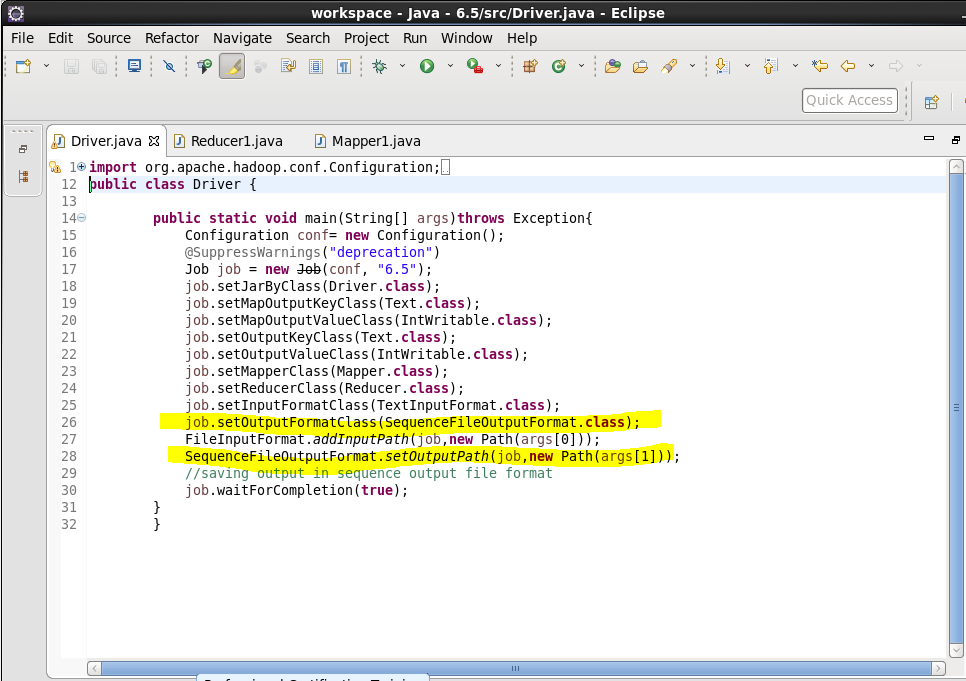 workspace - Java - 6.5/src/Driver.java - Eclipse
File Edit Source Refactor Navigate Search Project Run Window Help
Quick Access
Driver.java Reducer1.java Mapper1.java
1 import org.apache.hadoop.conf.Configuration;
12 public class Driver {
13
14 public static void main(String[] args)throws Exception{
15 Configuration conf= new Configuration();
16 @SuppressWarnings("deprecation")
17 Job job = new Job(conf, "6.5");
18 job.setJarByClass(Driver.class);
19 job.setMapOutputKeyClass(Text.class);
20 job.setMapOutputValueClass(IntWritable.class);
21 job.setOutputKeyClass(Text.class);
22 job.setOutputValueClass(IntWritable.class);
23 job.setMapperClass(Mapper.class);
24 job.setReducerClass(Reducer.class);
25 job.setInputFormatClass(TextInputFormat.class);
26 job.setOutputFormatClass(SequenceFileOutputFormat.class);
27 FileInputFormat.addInputPath(job,new Path(args[0]));
28 SequenceFileOutputFormat.setOutputPath(job,new Path(args[1]));
29 //saving output in sequence output file format
30 job.waitForCompletion(true);
31 }
32 }